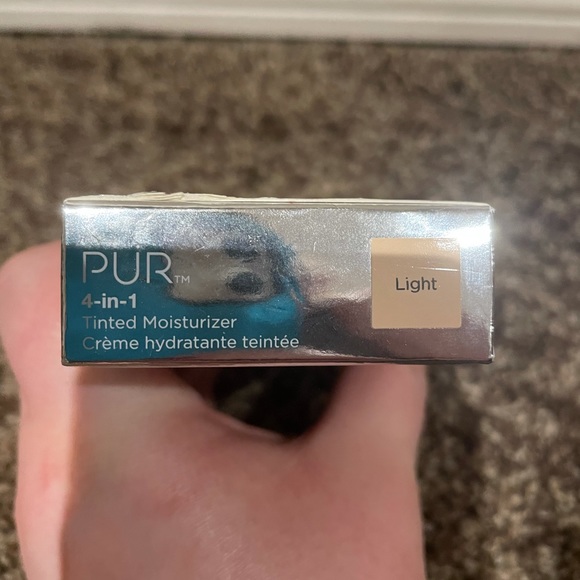 PUR™
4-in-1
Tinted Moisturizer
Crème hydratante teintée
Light